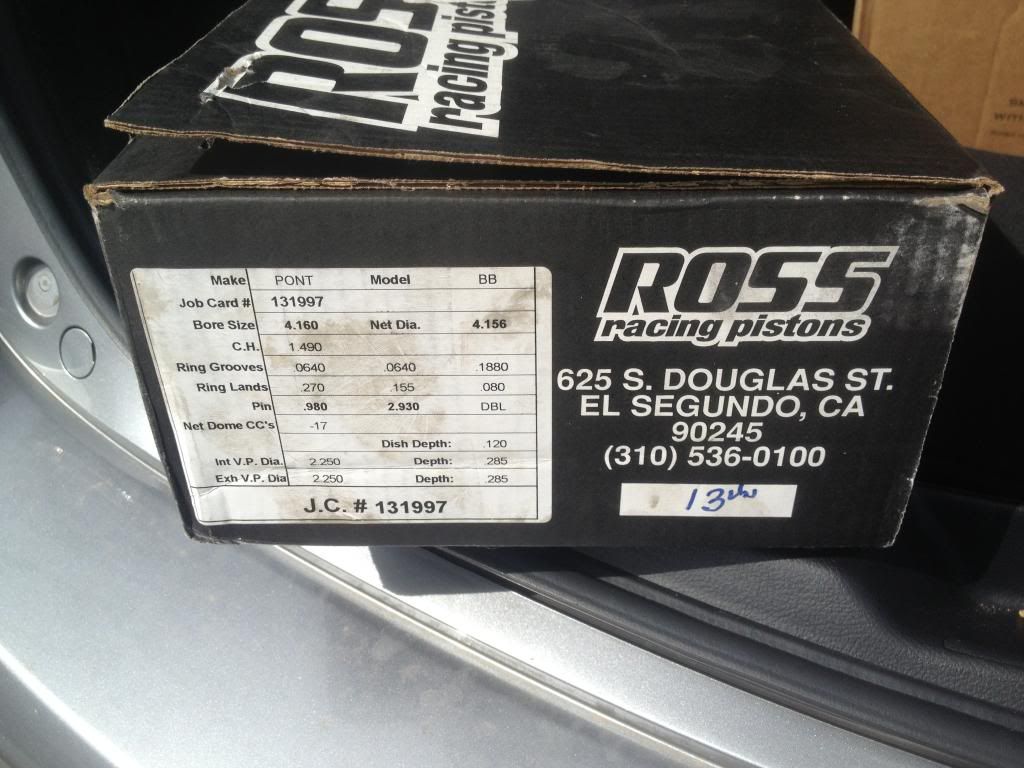 ROS
racing pist
Make PONT Model BB
Job Card # 131997
Bore Size 4.160 Net Dia. 4.156
C.H. 1.490
Ring Grooves .0640 .0640 .1880
Ring Lands .270 .155 .080
Pin .980 2.930 DBL
Net Dome CC's -17
Dish Depth: .120
Int V.P. Dia. 2.250 Depth: .285
Exh V.P. Dia 2.250 Depth: .285
J.C. # 131997
ROSS
racing pistons
625 S. DOUGLAS ST.
EL SEGUNDO, CA
90245
(310) 536-0100